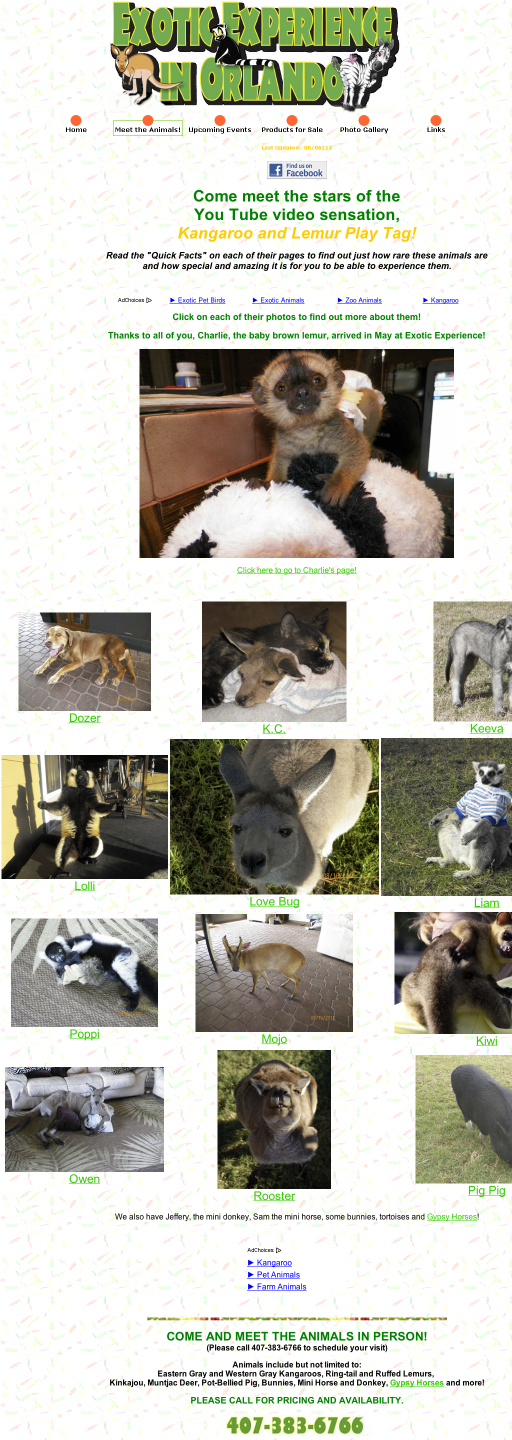 EXOTIC EXPERIENCE
IN ORLANDO
Home
Meet the Animals!
Upcoming Events
Products for Sale
Photo Gallery
Links
Find us on
Facebook
Come meet the stars of the
You Tube video sensation,
Kangaroo and Lemur Play Tag!
Read the "Quick Facts" on each of their pages to find out just how rare these animals are
and how special and amazing it is for you to be able to experience them.
AdChoices ▷ ► Exotic Pet Birds ► Exotic Animals ► Zoo Animals ► Kangaroo
Click on each of their photos to find out more about them!
Thanks to all of you, Charlie, the baby brown lemur, arrived in May at Exotic Experience!
Click here to go to Charlie's page!
Dozer
K.C.
Keeva
Lolli
Love Bug
Liam
Poppi
Mojo
Kiwi
Owen
Rooster
Pig Pig
We also have Jeffery, the mini donkey, Sam the mini horse, some bunnies, tortoises and Gypsy Horses!
AdChoices ▷
► Kangaroo
► Pet Animals
► Farm Animals
COME AND MEET THE ANIMALS IN PERSON!
(Please call 407-383-6766 to schedule your visit)
Animals include but not limited to:
Eastern Gray and Western Gray Kangaroos, Ring-tail and Ruffed Lemurs,
Kinkajou, Muntjac Deer, Pot-Bellied Pig, Bunnies, Mini Horse and Donkey, Gypsy Horses and more!
PLEASE CALL FOR PRICING AND AVAILABILITY.
407-383-6766